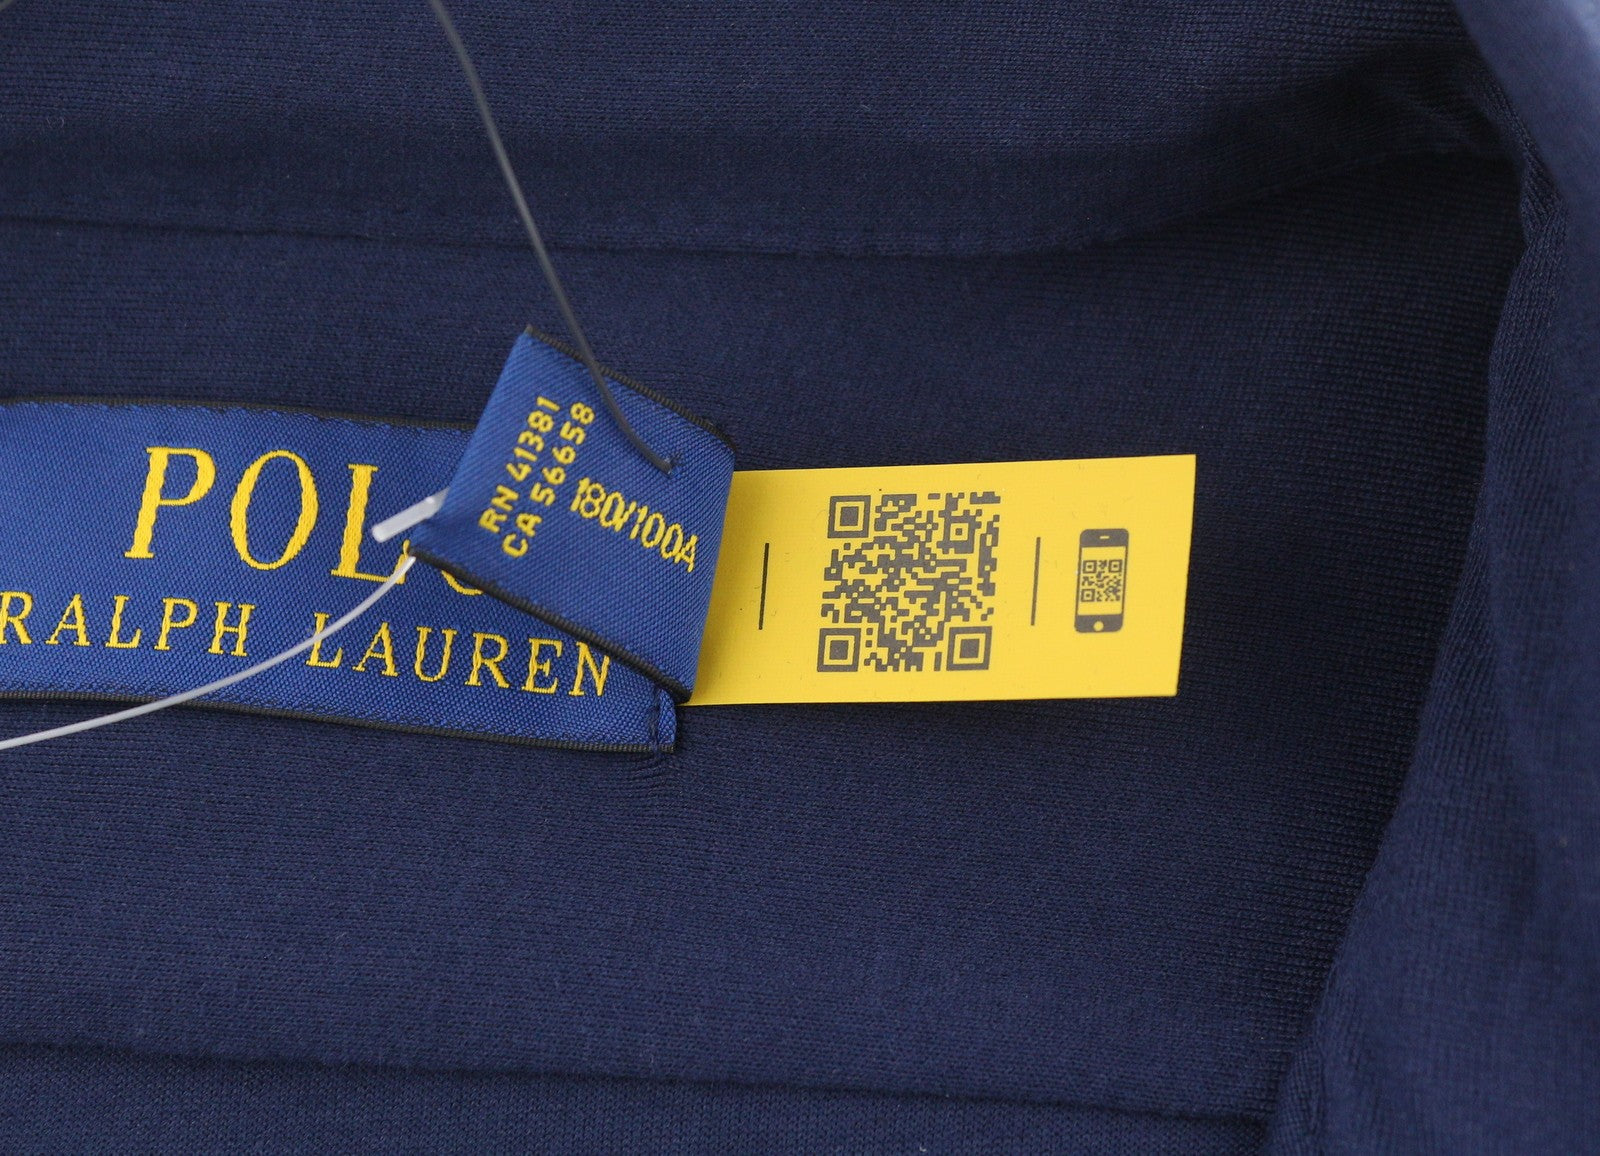 POLO
RALPH LAUREN
RN 41381
CA 56658
180/100A